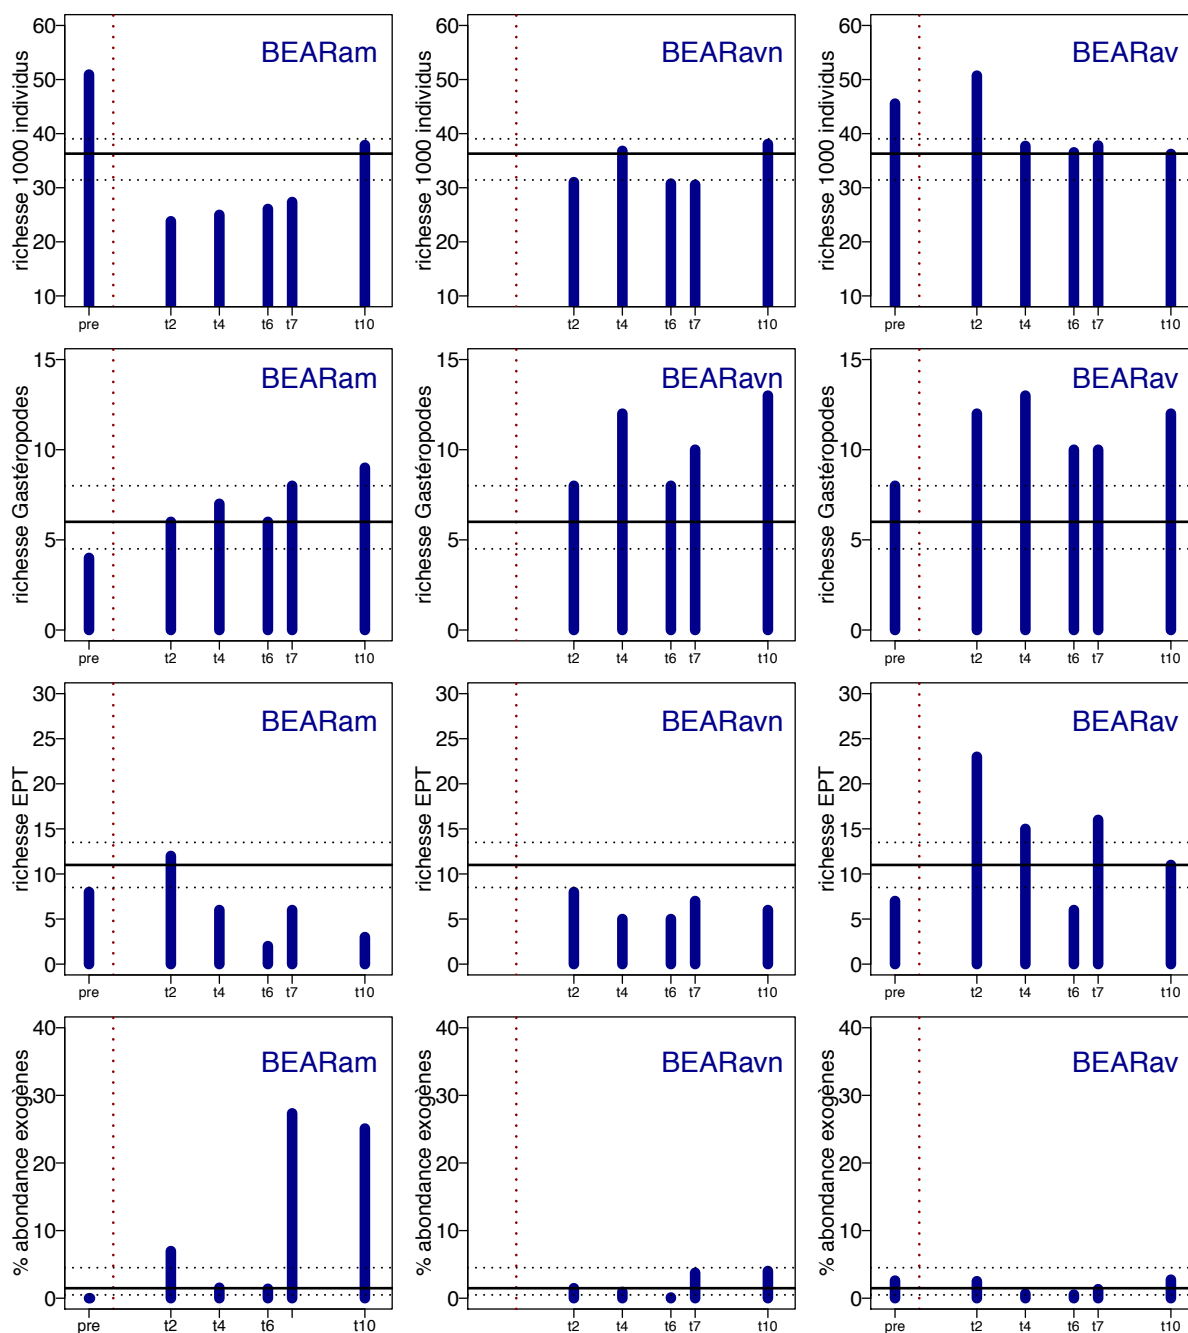 richesse 1000 individus
60
50
40
30
20
10
BEARam
pre
t2
t4
t6
t7
t10
richesse 1000 individus
60
50
40
30
20
10
BEARavn
t2
t4
t6
t7
t10
richesse 1000 individus
60
50
40
30
20
10
BEARav
pre
t2
t4
t6
t7
t10
richesse Gastéropodes
15
10
5
0
BEARam
pre
t2
t4
t6
t7
t10
richesse Gastéropodes
15
10
5
0
BEARavn
t2
t4
t6
t7
t10
richesse Gastéropodes
15
10
5
0
BEARav
pre
t2
t4
t6
t7
t10
richesse EPT
30
25
20
15
10
5
0
BEARam
pre
t2
t4
t6
t7
t10
richesse EPT
30
25
20
15
10
5
0
BEARavn
t2
t4
t6
t7
t10
richesse EPT
30
25
20
15
10
5
0
BEARav
pre
t2
t4
t6
t7
t10
% abondance exogènes
40
30
20
10
0
BEARam
pre
t2
t4
t6
t10
% abondance exogènes
40
30
20
10
0
BEARavn
t2
t4
t6
t7
t10
% abondance exogènes
40
30
20
10
0
BEARav
pre
t2
t4
t6
t7
t10